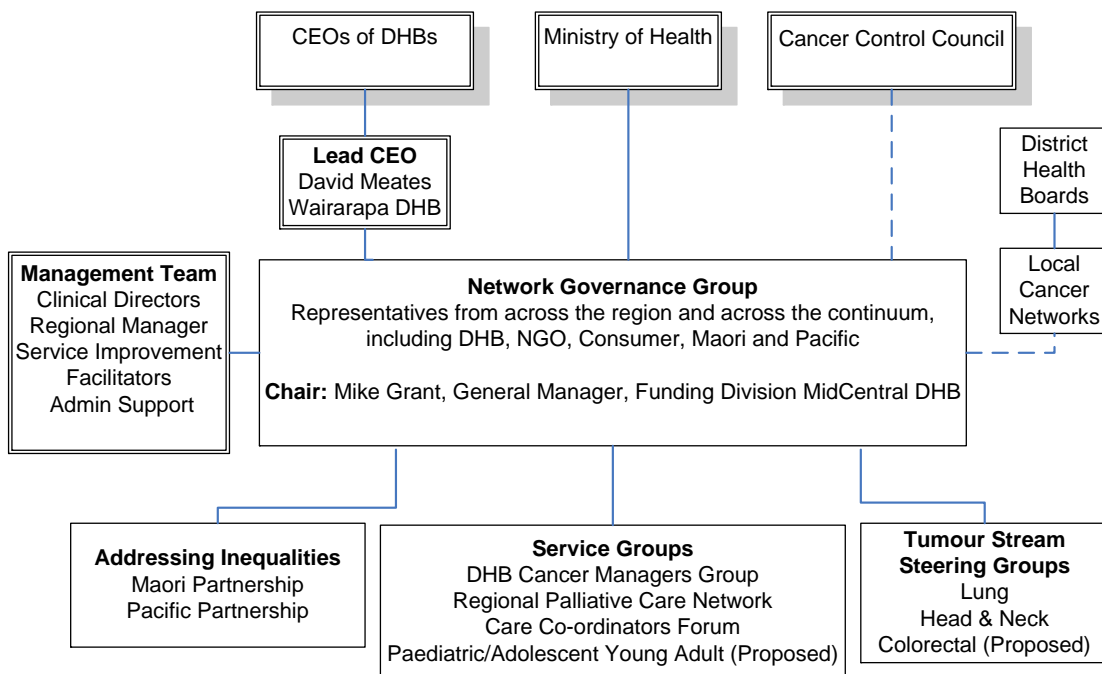 CEOs of DHBs
Ministry of Health
Cancer Control Council
Lead CEO
David Meates
Wairarapa DHB
District
Health
Boards
Local
Cancer
Networks
Management Team
Clinical Directors
Regional Manager
Service Improvement
Facilitators
Admin Support
Network Governance Group
Representatives from across the region and across the continuum,
including DHB, NGO, Consumer, Maori and Pacific
Chair: Mike Grant, General Manager, Funding Division MidCentral DHB
Addressing Inequalities
Maori Partnership
Pacific Partnership
Service Groups
DHB Cancer Managers Group
Regional Palliative Care Network
Care Co-ordinators Forum
Paediatric/Adolescent Young Adult (Proposed)
Tumour Stream
Steering Groups
Lung
Head & Neck
Colorectal (Proposed)